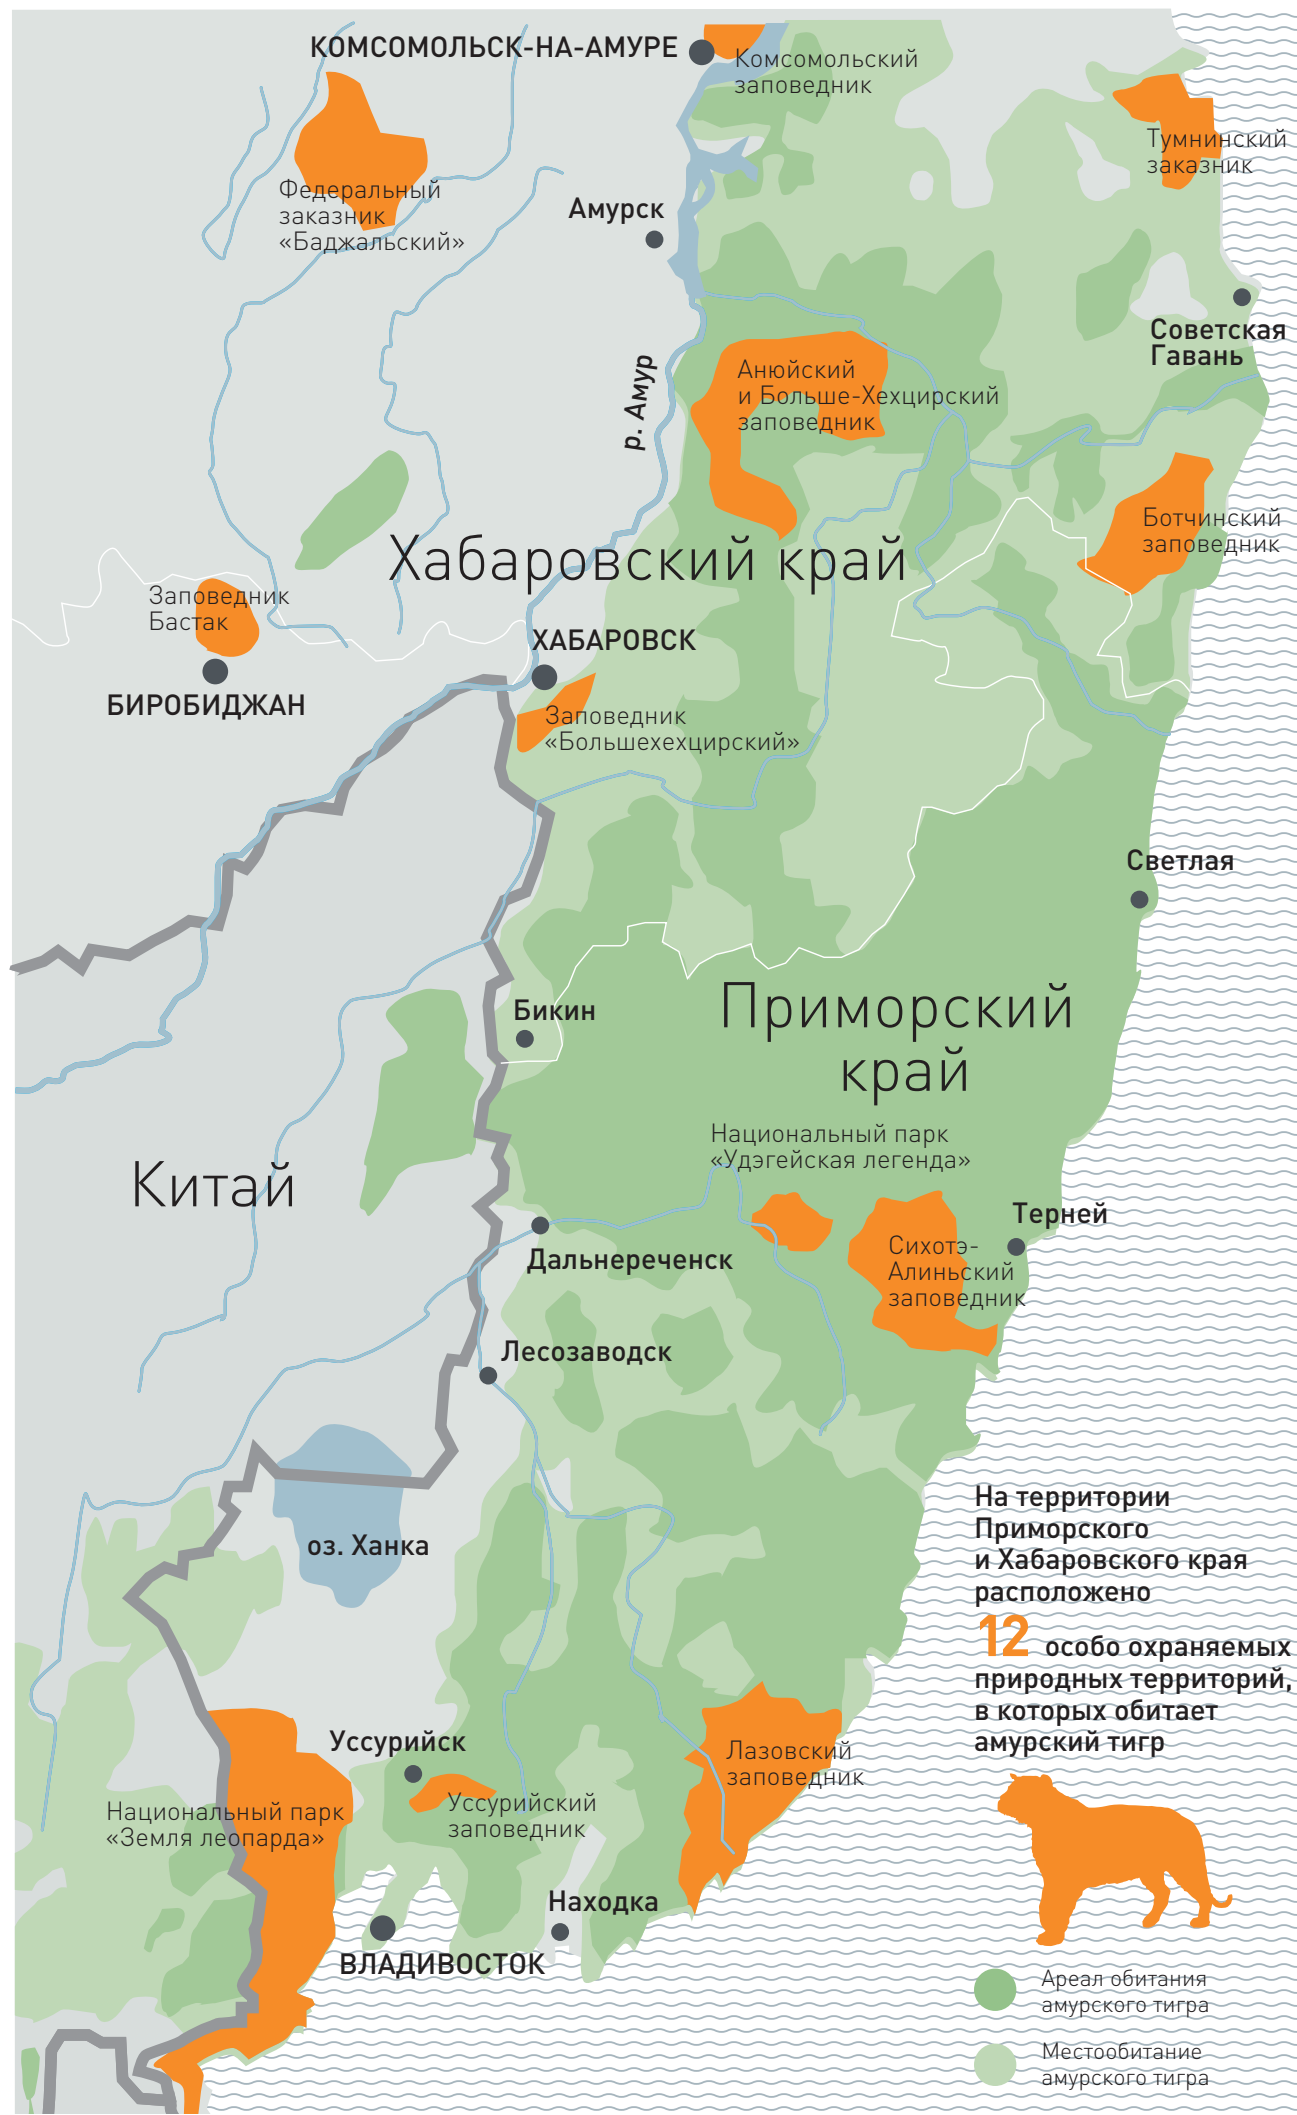 КОМСОМОЛЬСК-НА-АМУРЕ
Комсомольский
заповедник
Тумнинский
заказник
Федеральный
заказник
«Баджальский»
Амурск
Советская
Гавань
р. Амур
Анюйский
и Больше-Хехцирский
заповедник
Ботчинский
заповедник
Хабаровский край
Заповедник
Бастак
БИРОБИДЖАН
ХАБАРОВСК
Заповедник
«Большехехцирский»
Светлая
Бикин
Приморский
край
Национальный парк
«Удэгейская легенда»
Китай
Терней
Сихотэ-
Алиньский
заповедник
Дальнереченск
Лесозаводск
оз. Ханка
На территории
Приморского
и Хабаровского края
расположено
12 особо охраняемых
природных территорий,
в которых обитает
амурский тигр
Уссурийск
Лазовский
заповедник
Национальный парк
«Земля леопарда»
Уссурийский
заповедник
Находка
ВЛАДИВОСТОК
Ареал обитания
амурского тигра
Местообитание
амурского тигра